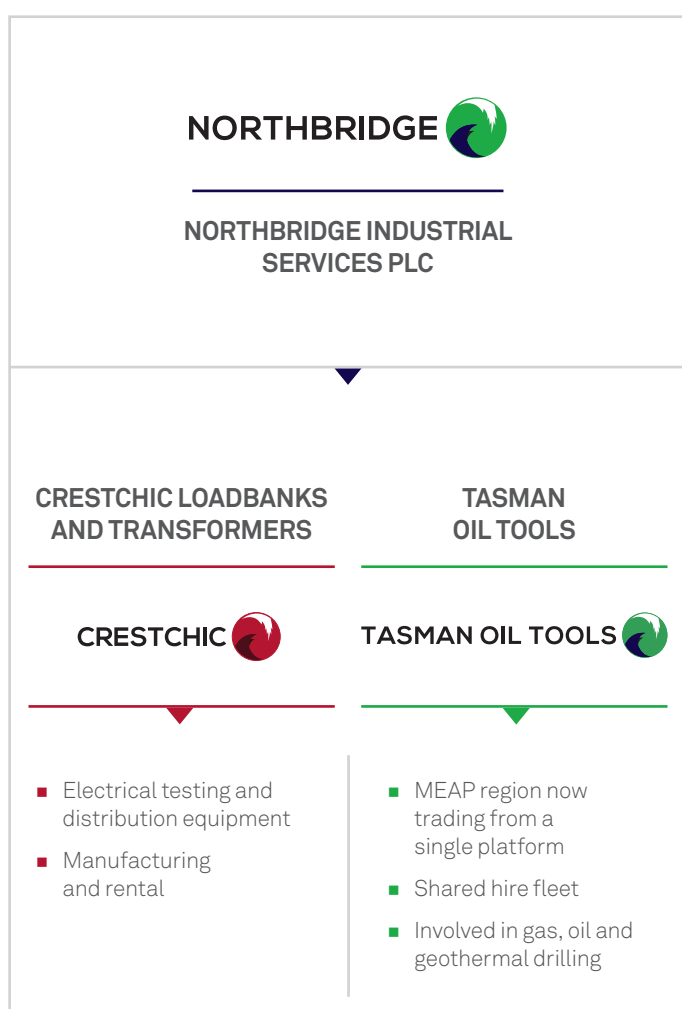 NORTHBRIDGE
NORTHBRIDGE INDUSTRIAL
SERVICES PLC
CRESTCHIC LOADBANKS
AND TRANSFORMERS
CRESTCHIC
Electrical testing and
distribution equipment
Manufacturing
and rental
TASMAN
OIL TOOLS
TASMAN OIL TOOLS
MEAP region now
trading from a
single platform
Shared hire fleet
Involved in gas, oil and
geothermal drilling